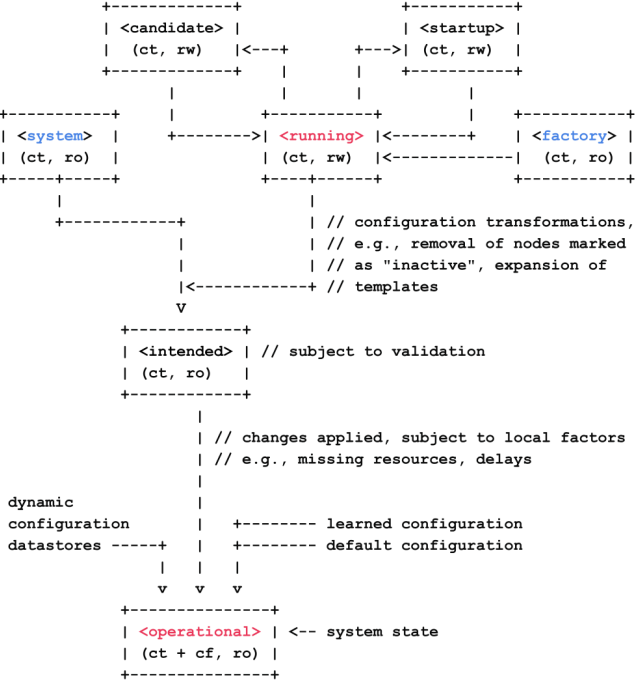 +-------------+                 +-----------+
| <candidate> |                 | <startup> |
|  (ct, rw)   |<---+       +--->| (ct, rw)  |
+-------------+    |       |    +-----------+
       |           |       |           |
+-----------+     |           +------------+     |           +-----------+
| <system>  |     +--------->| <running>  |<---------+    | <factory> |
| (ct, ro)  |                | (ct, rw)   |<-------------| (ct, ro)  |
+-----+-----+                +----+-------+              +-----------+
      |                           |
      +------------+              | // configuration transformations,
                   |              | // e.g., removal of nodes marked
                   |              | // as "inactive", expansion of
                   |<------------+ // templates
                   v
             +------------+
             | <intended> | // subject to validation
             | (ct, ro)   |
             +------------+
                     |
                     | // changes applied, subject to local factors
                     | // e.g., missing resources, delays
                     |
dynamic              |
configuration        |   +-------- learned configuration
datastores -----+    |   +-------- default configuration
                |    |   |
                v    v   v
             +---------------+
             | <operational> | <-- system state
             | (ct + cf, ro) |
             +---------------+